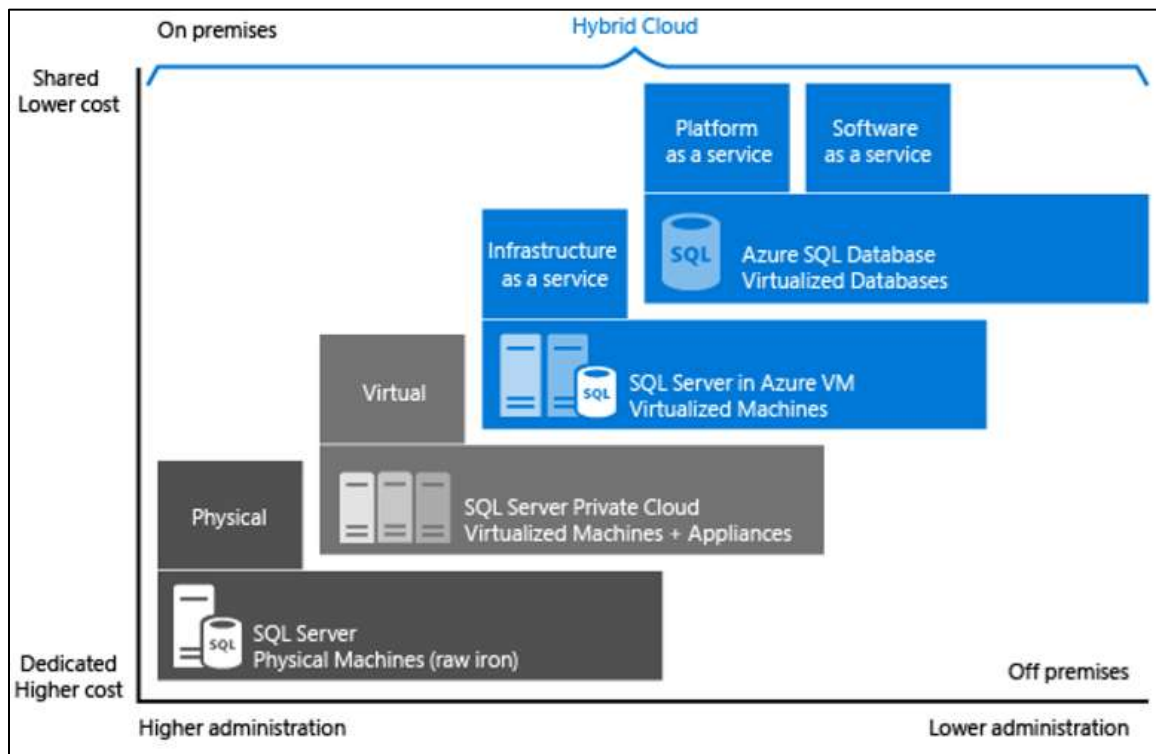 On premises
Hybrid Cloud
Shared
Lower cost
Platform
as a service
Software
as a service
SQL
Azure SQL Database
Virtualized Databases
Infrastructure
as a service
SQL
SQL Server in Azure VM
Virtualized Machines
Virtual
SQL Server Private Cloud
Virtualized Machines + Appliances
Physical
SQL
SQL Server
Physical Machines (raw iron)
Dedicated
Higher cost
Off premises
Higher administration
Lower administration